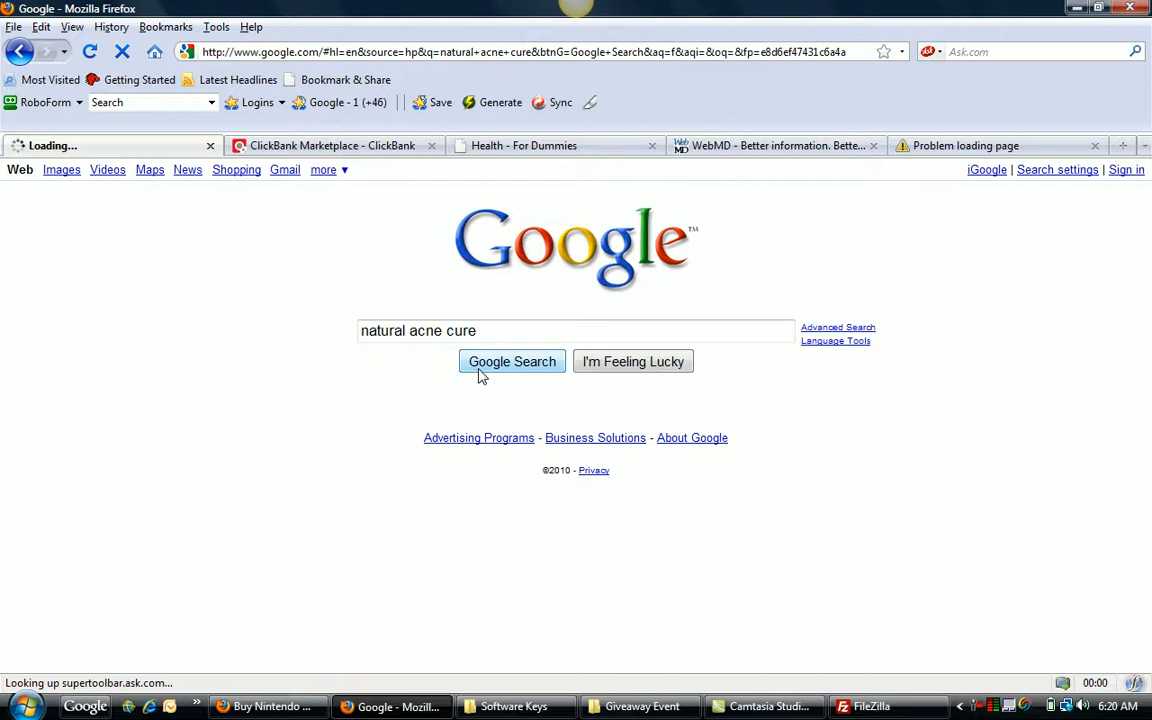 Google - Mozilla Firefox
File Edit View History Bookmarks Tools Help
http://www.google.com/#hl=en&source=hp&q=natural+acne+cure&btnG=Google+Search&aq=f&aqi=&oq=&fp=e8d6ef47431c6a4a
Ask Ask.com
Most Visited Getting Started Latest Headlines Bookmark & Share
RoboForm Search Logins Google - 1 (+46) Save Generate Sync
Loading... ClickBank Marketplace - ClickBank Health - For Dummies Web MD WebMD - Better information. Bette... Problem loading page
Web Images Videos Maps News Shopping Gmail more ▼ iGoogle | Search settings | Sign in
Google™
natural acne cure
Advanced Search
Language Tools
Google Search I'm Feeling Lucky
Advertising Programs - Business Solutions - About Google
©2010 - Privacy
Looking up supertoolbar.ask.com... 00:00
Google Buy Nintendo ... Google - Mozill... Software Keys Giveaway Event Camtasia Studi... FileZilla 6:20 AM